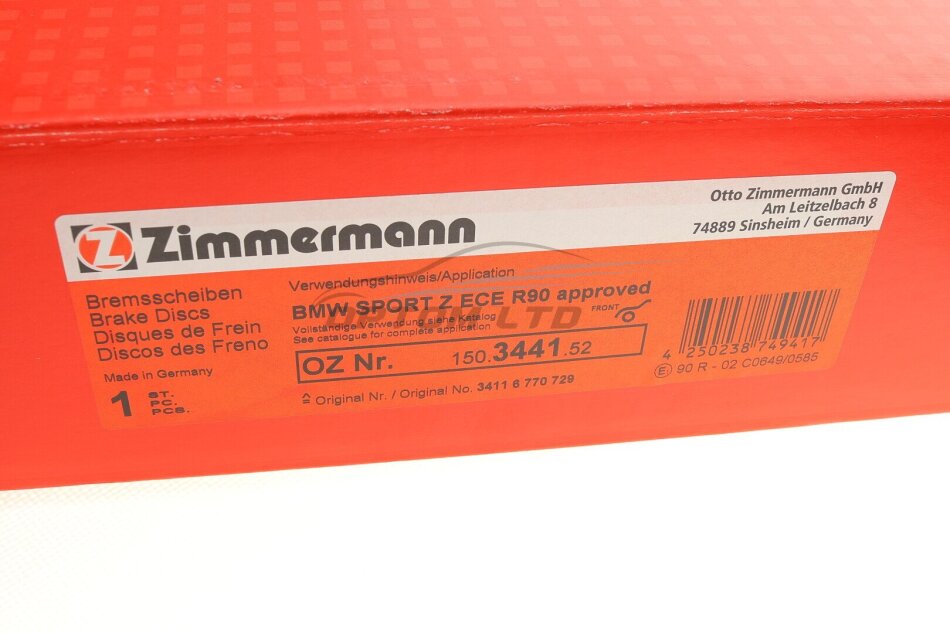 Zimmermann
Otto Zimmermann GmbH
Am Leitzelbach 8
74889 Sinsheim / Germany
Bremsscheiben
Brake Discs
Disques de Frein
Discos des Freno
Made in Germany
1 ST.
PC.
PCS.
Verwendungshinweis/Application
BMW SPORT Z ECE R90 approved
Vollständige Verwendung siehe Katalog
See catalogue for complete application
FRONT
OZ Nr. 150.3441.52
≙ Original Nr. / Original No. 3411 6 770 729
4 250238 749417
E 90 R - 02 C0649/0585
OPTOM LTD